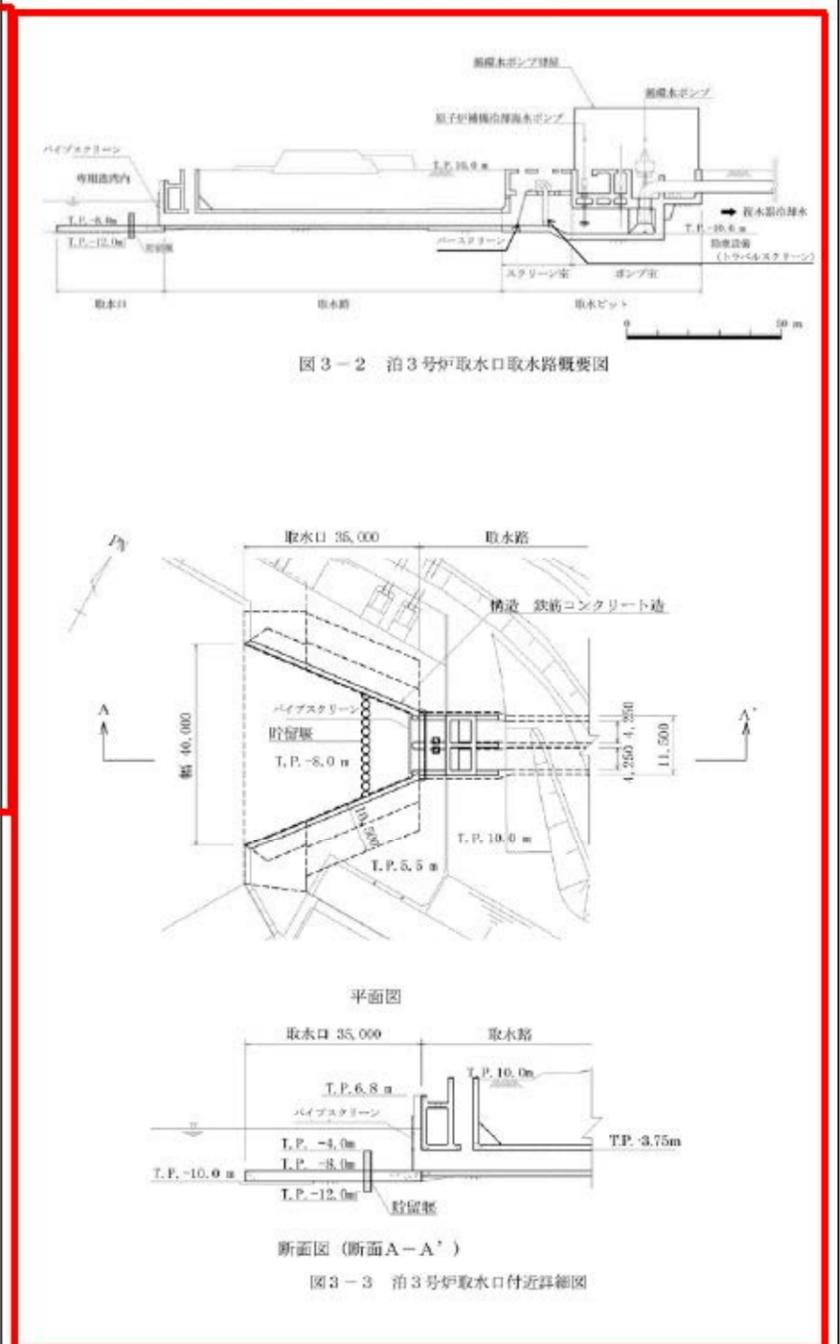 循環水ポンプ建屋
循環水ポンプ
原子炉補機冷却海水ポンプ
パイプスクリーン
専用港湾内
T.P.10.0 m
T.P.-8.0m
T.P.-12.0m
貯留堰
バースクリーン
復水器冷却水
除塵設備
(トラベルスクリーン)
スクリーン室
ポンプ室
取水口
取水路
取水ピット
0
50 m
図3-2 泊3号炉取水口取水路概要図
取水口 35,000
取水路
PN
構造 鉄筋コンクリート造
パイプスクリーン
貯留堰
T.P.-8.0 m
A
A'
幅 40,000
4,250
4,250
11,500
10,500
T.P.10.0 m
T.P.5.5 m
平面図
取水口 35,000
取水路
T.P.10.0m
T.P.6.8 m
パイプスクリーン
T.P. -4.0m
T.P. -8.0m
T.P.-10.0 m
T.P.-12.0m
T.P. -3.75m
貯留堰
断面図(断面A-A')
図3-3 泊3号炉取水口付近詳細図